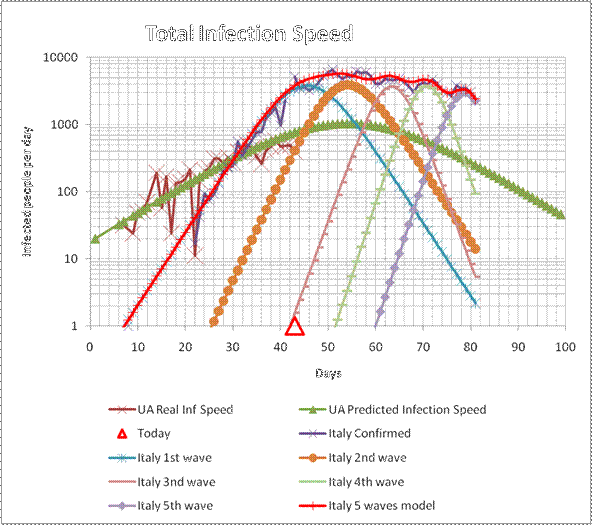 Total Infection Speed
10000
1000
100
10
1
Infected people per day
0 10 20 30 40 50 60 70 80 90 100
Days
UA Real Inf Speed UA Predicted Infection Speed
Today Italy Confirmed
Italy 1st wave Italy 2nd wave
Italy 3nd wave Italy 4th wave
Italy 5th wave Italy 5 waves model